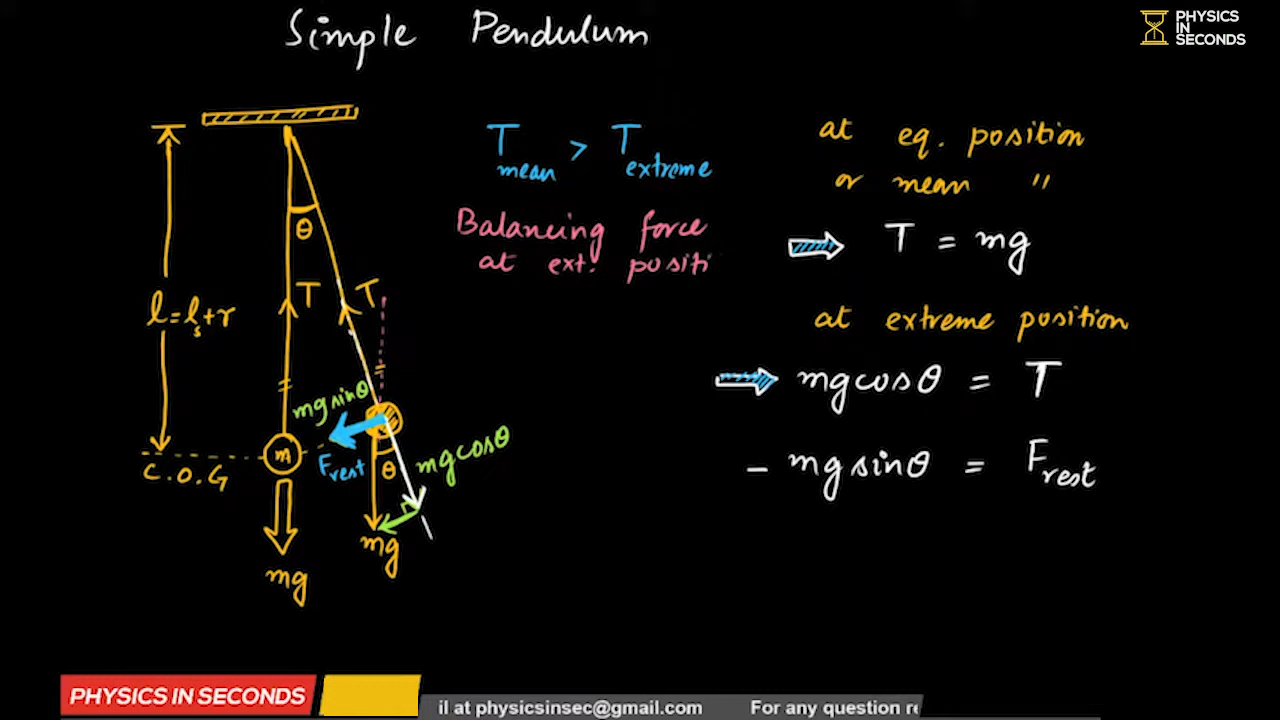 Simple Pendulum
PHYSICS
IN
SECONDS
T mean > T extreme
Balancing force
at ext. positi
at eq. position
or mean "
T = mg
at extreme position
mgcosθ = T
- mgsinθ = F rest
θ
T
T
l = ls + r
mgsinθ
m
C.O.G
F rest
θ
mgcosθ
mg
mg
PHYSICS IN SECONDS
il at physicsinsec@gmail.com For any question re